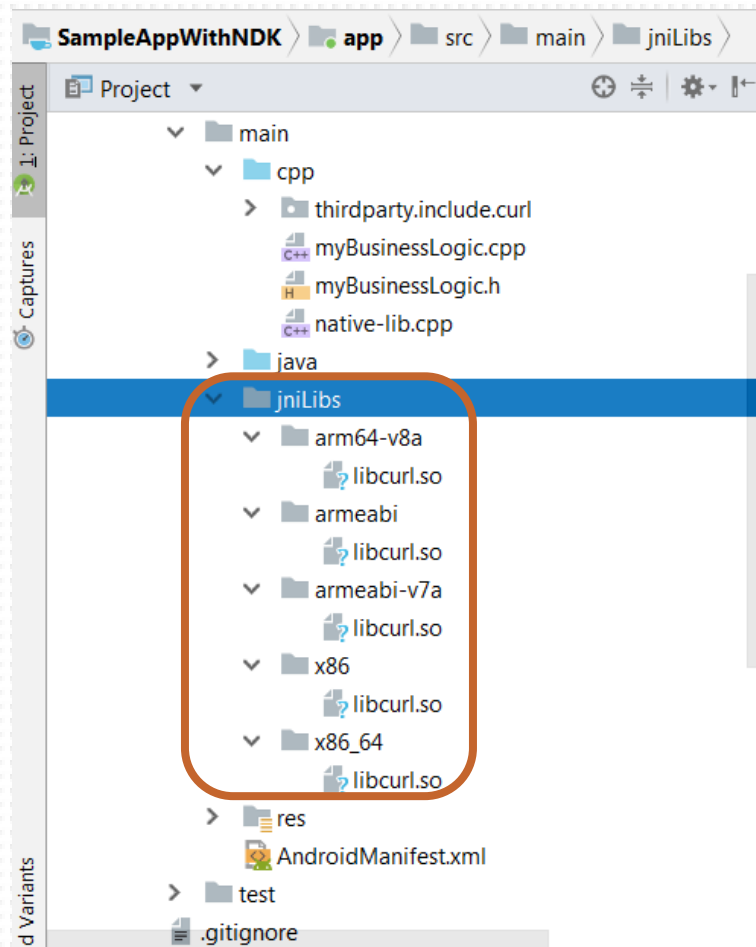 SampleAppWithNDK app src main jniLibs
Project
1: Project
Captures
d Variants
main
cpp
thirdparty.include.curl
C++ myBusinessLogic.cpp
H myBusinessLogic.h
C++ native-lib.cpp
java
jniLibs
arm64-v8a
? libcurl.so
armeabi
? libcurl.so
armeabi-v7a
? libcurl.so
x86
? libcurl.so
x86_64
? libcurl.so
res
AndroidManifest.xml
test
.gitignore